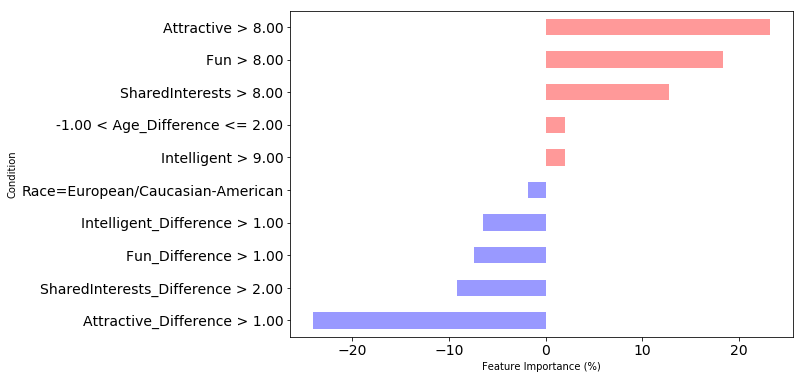 Attractive > 8.00
Fun > 8.00
SharedInterests > 8.00
-1.00 < Age_Difference <= 2.00
Intelligent > 9.00
Race=European/Caucasian-American
Intelligent_Difference > 1.00
Fun_Difference > 1.00
SharedInterests_Difference > 2.00
Attractive_Difference > 1.00
Condition
−20 −10 0 10 20
Feature Importance (%)